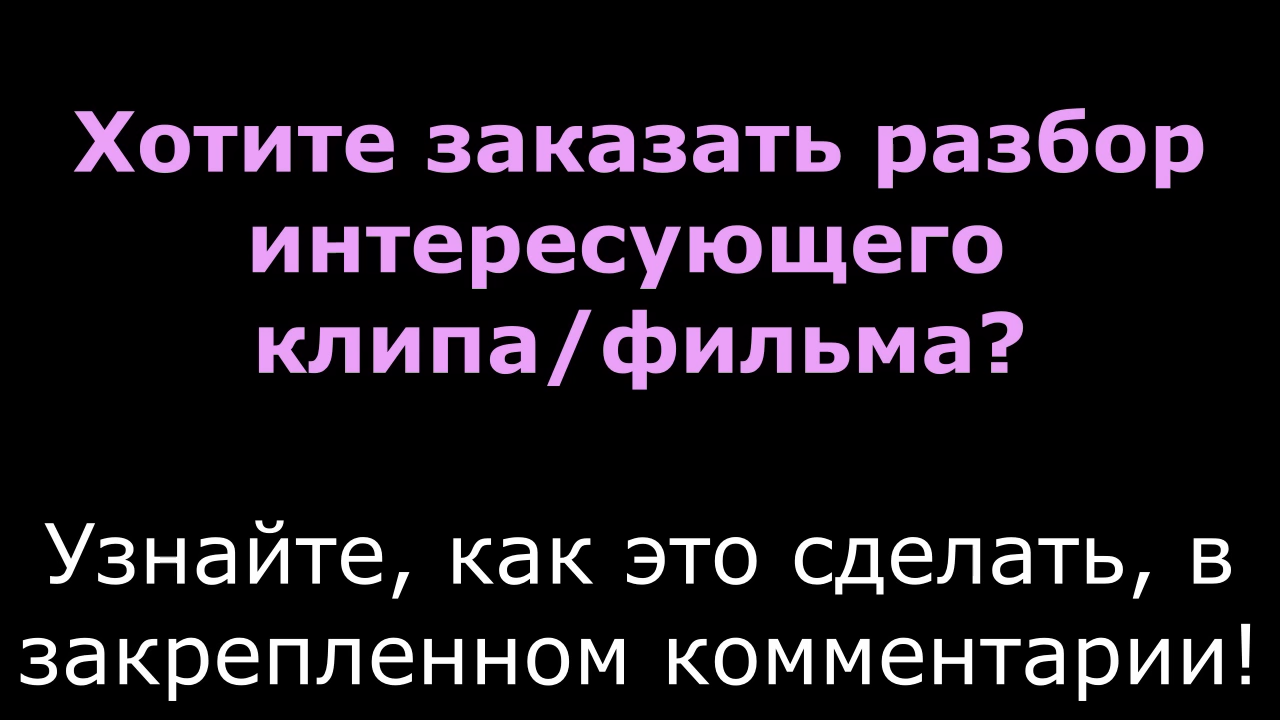 Хотите заказать разбор
интересующего
клипа/фильма?
Узнайте, как это сделать, в
закрепленном комментарии!